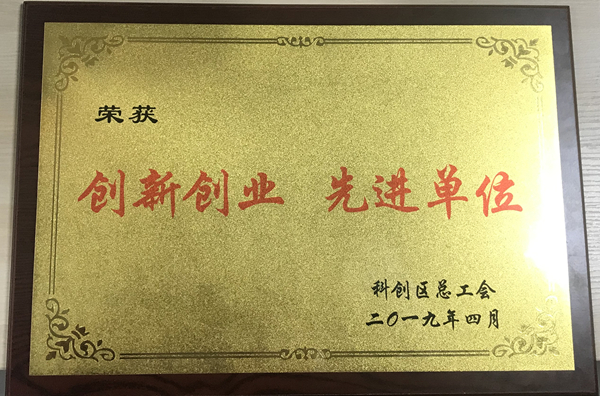 荣获
创新创业 先进单位
科创区总工会
二〇一九年四月